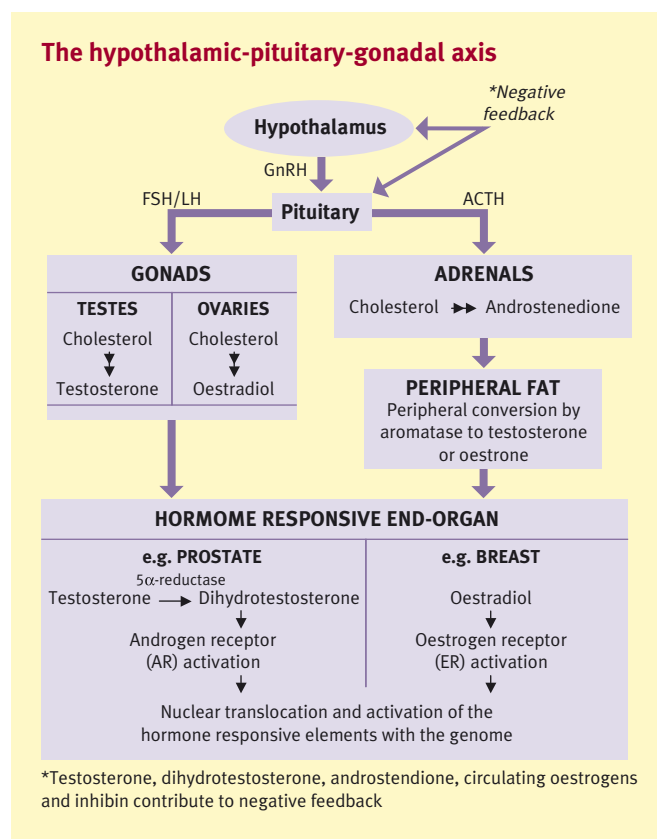 The hypothalamic-pituitary-gonadal axis
*Negative
feedback
Hypothalamus
GnRH
FSH/LH
Pituitary
ACTH
GONADS
TESTES
Cholesterol
Testosterone
OVARIES
Cholesterol
Oestradiol
ADRENALS
Cholesterol Androstenedione
PERIPHERAL FAT
Peripheral conversion by
aromatase to testosterone
or oestrone
HORMOME RESPONSIVE END-ORGAN
e.g. PROSTATE
5α-reductase
Testosterone Dihydrotestosterone
Androgen receptor
(AR) activation
e.g. BREAST
Oestradiol
Oestrogen receptor
(ER) activation
Nuclear translocation and activation of the
hormone responsive elements with the genome
*Testosterone, dihydrotestosterone, androstendione, circulating oestrogens
and inhibin contribute to negative feedback